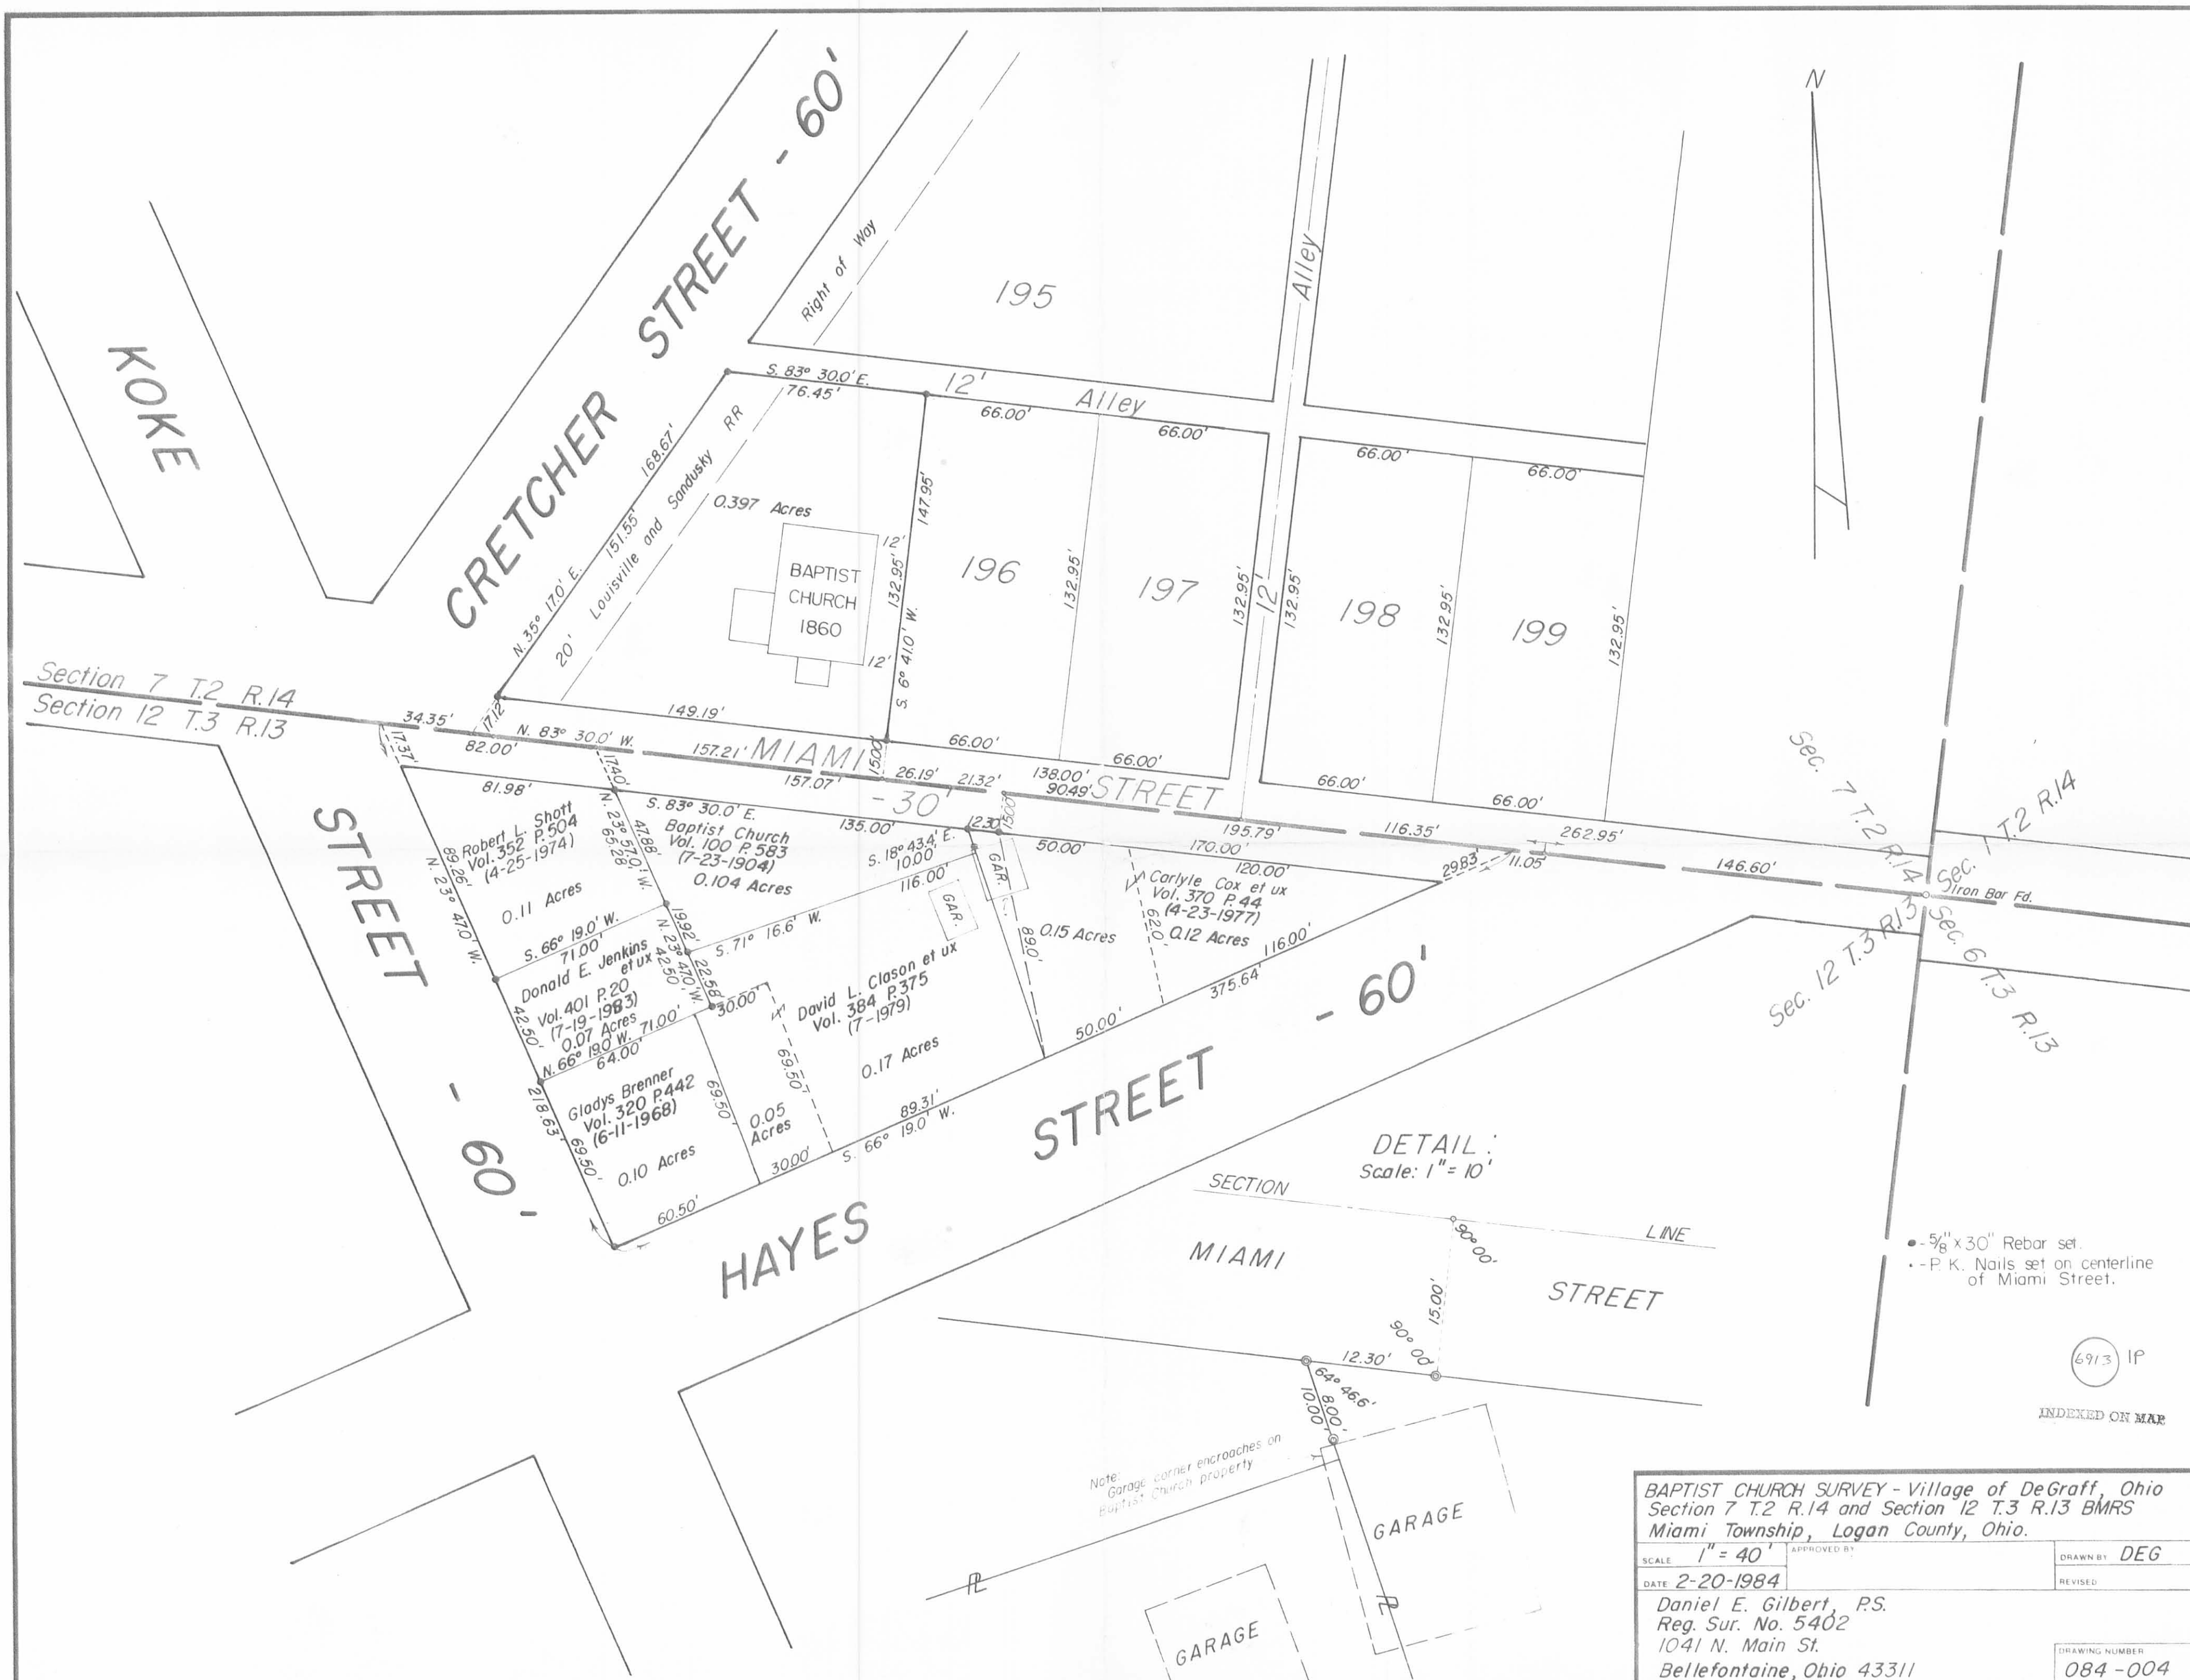 KOKE
STREET
- 60'
CRETCHER STREET - 60'
Right of Way
195
Alley
N
S. 83° 30.0' E.
76.45'
12' Alley
66.00'
66.00'
66.00'
66.00'
168.67'
151.55'
N. 35° 17.0' E.
20' Louisville and Sandusky RR
0.397 Acres
BAPTIST
CHURCH
1860
12'
12'
147.95'
132.95'
S. 6° 41.0' W.
196
132.95'
197
132.95'
12'
132.95'
198
132.95'
199
132.95'
Section 7 T.2 R.14
Section 12 T.3 R.13
34.35'
17.12'
17.37'
149.19'
N. 83° 30.0' W.
82.00'
157.21'
MIAMI
- 30'
STREET
15.00'
66.00'
66.00'
66.00'
66.00'
26.19'
21.32'
138.00'
90.49'
157.07'
17.40'
81.98'
S. 83° 30.0' E.
135.00'
12.30'
15.00'
195.79'
116.35'
262.95'
146.60'
50.00'
170.00'
120.00'
29.83'
11.05'
Sec. 7 T.2 R.14
Sec. 1 T.2 R.14
Iron Bar Fd.
Sec. 12 T.3 R.13
Sec. 6 T.3 R.13
Robert L. Shott
Vol. 352 P.504
(4-25-1974)
0.11 Acres
89.26'
N. 23° 47.0' W.
N. 23° 57.0' W.
65.28'
47.88'
Baptist Church
Vol. 100 P. 583
(7-23-1904)
0.104 Acres
S. 18° 43.4' E.
10.00'
116.00'
S. 71° 16.6' W.
GAR.
GAR.
Carlyle Cox et ux
Vol. 370 P.44
(4-23-1977)
0.12 Acres
62.0'
0.15 Acres
89.0'
116.00'
375.64'
50.00'
S. 66° 19.0' W.
71.00'
19.92'
N. 23° 47.0' W.
42.50'
22.58'
Donald E. Jenkins
et ux
Vol. 401 P.20
(7-19-1983)
0.07 Acres
42.50'
N. 66° 19.0' W. 71.00'
64.00'
30.00'
David L. Clason et ux
Vol. 384 P.375
(7-1979)
0.17 Acres
Gladys Brenner
Vol. 320 P.442
(6-11-1968)
0.10 Acres
218.63'
69.50'
69.50'
69.50'
0.05
Acres
60.50'
30.00'
89.31'
S. 66° 19.0' W.
HAYES STREET - 60'
DETAIL:
Scale: 1" = 10'
SECTION LINE
MIAMI STREET
90° 00'
15.00'
90° 00'
12.30'
64° 46.6'
8.00'
10.00'
Note:
Garage corner encroaches on
Baptist Church property
GARAGE
GARAGE
PL
PL
• - 5/8" x 30" Rebar set.
• - P. K. Nails set on centerline
of Miami Street.
6913 IP
INDEXED ON MAP
BAPTIST CHURCH SURVEY - Village of DeGraff, Ohio
Section 7 T.2 R.14 and Section 12 T.3 R.13 BMRS
Miami Township, Logan County, Ohio.
SCALE 1" = 40'
APPROVED BY
DRAWN BY DEG
DATE 2-20-1984
REVISED
Daniel E. Gilbert, P.S.
Reg. Sur. No. 5402
1041 N. Main St.
Bellefontaine, Ohio 43311
DRAWING NUMBER
084-004